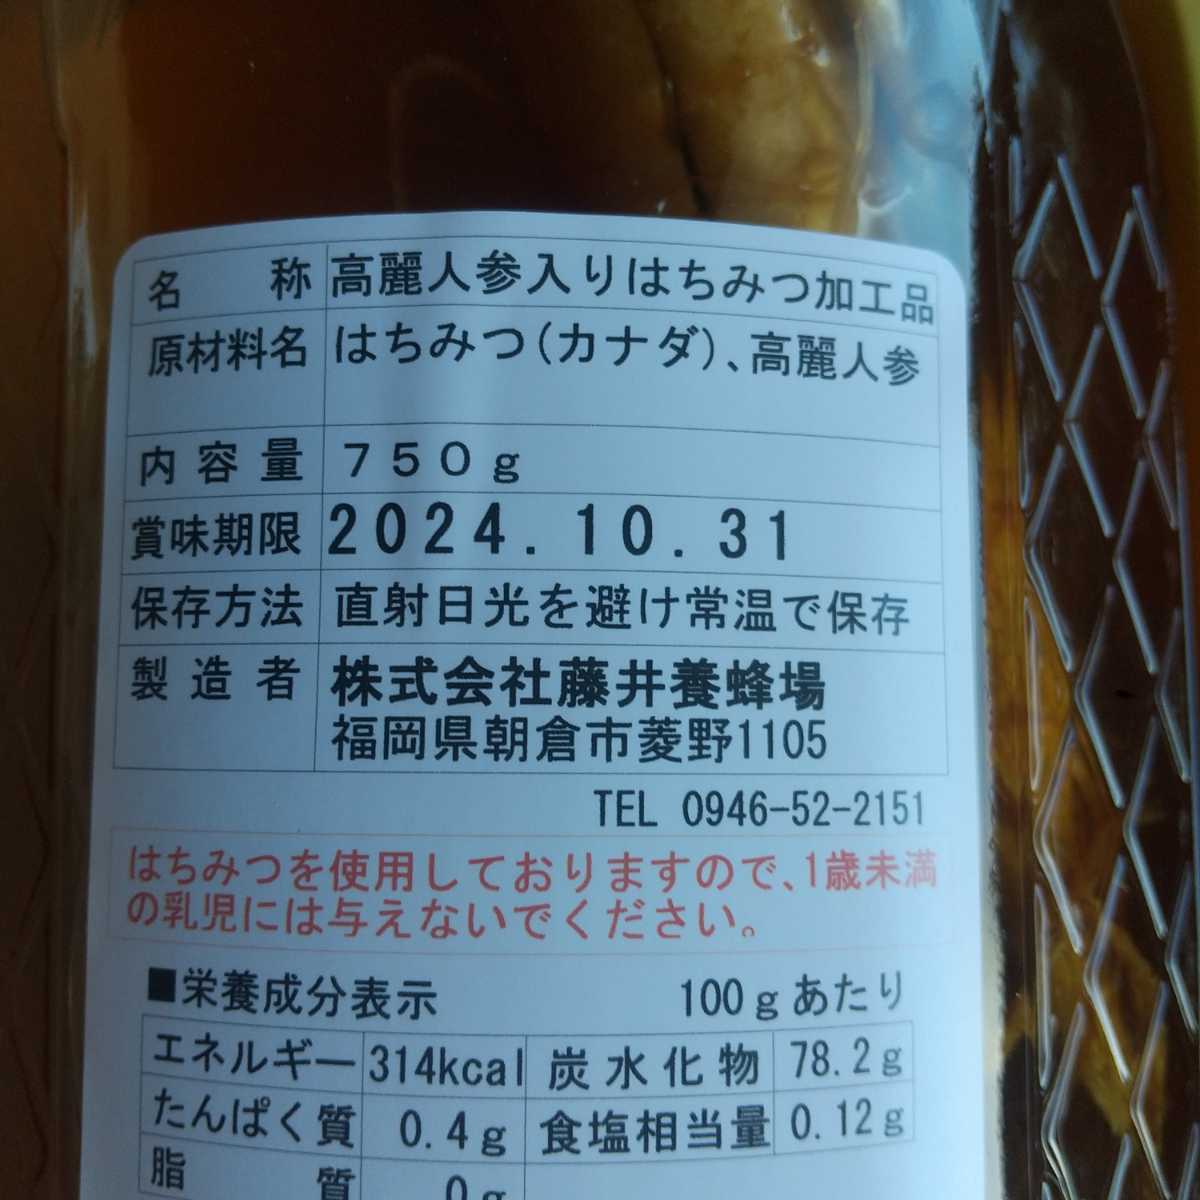 名称 高麗人参入りはちみつ加工品
原材料名 はちみつ(カナダ)、高麗人参
内容量 750g
賞味期限 2024.10.31
保存方法 直射日光を避け常温で保存
製造者 株式会社藤井養蜂場
福岡県朝倉市菱野1105
TEL 0946-52-2151
はちみつを使用しておりますので、1歳未満
の乳児には与えないでください。
■栄養成分表示 100gあたり
エネルギー 314kcal 炭水化物 78.2g
たんぱく質 0.4g 食塩相当量 0.12g
脂質 0g